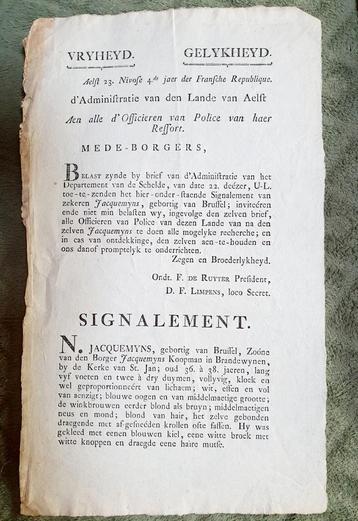 VRYHEYD. GELYKHEYD.
Aelst 23. Nivose 4.de jaer der Fransche Republique.
d'Administratie van den Lande van Aelst
Aen alle d'Officieren van Police van haer
Ressort.
MEDE-BORGERS,
BELAST zynde by brief van d'Administratie van het
Departement van de Schelde, van date 22. deézer, U-L.
toe-te-zenden het hier-onder-staende Signalement van
zekeren Jacquemyns, gebortig van Brussel; inviteéren
ende niet min belasten wy, ingevolge den zelven brief,
alle Officieren van Police van dezen Lande van na den
zelven Jacquemyns te doen alle mogelyke recherche; en
in cas van ontdekkinge, den zelven aen-te-houden en
ons danof promptelyk te onderrichten.
Zegen en Broederlykheyd.
Ondt. F. DE RUYTER President,
D. F. LIMPENS, loco Secret.
SIGNALEMENT.
N. JACQUEMYNS, gebortig van Brussel, Zoóne
van den Borger Jacquemyns Koopman in Brandewynen,
by de Kerke van St. Jan; oud 36. à 38. jaeren, lang
vyf voeten en twee à dry duymen, vollyvig, kloek en
wel geproportionneért van lichaem; wit, effen en vol
van aenzigt; blouwe oogen en van middelmaetige grootte;
de winkbrouwen eerder blond als bruyn; middelmaetigen
neus en mond; blond van hair, het zelve gebonden
draegende met af-gesneéden krollen ofte fassen. Hy was
gekleed met eenen blouwen kiel, eene witte broek met
witte knoppen en draegde eene haire mutse.